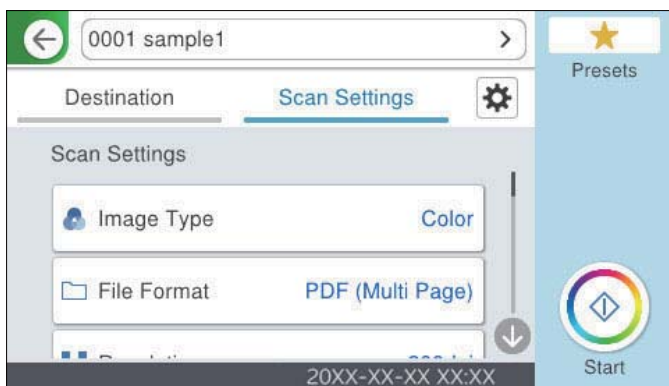 0001 sample1
Presets
Destination
Scan Settings
Scan Settings
Image Type
Color
File Format
PDF (Multi Page)
20XX-XX-XX XX:XX
Start